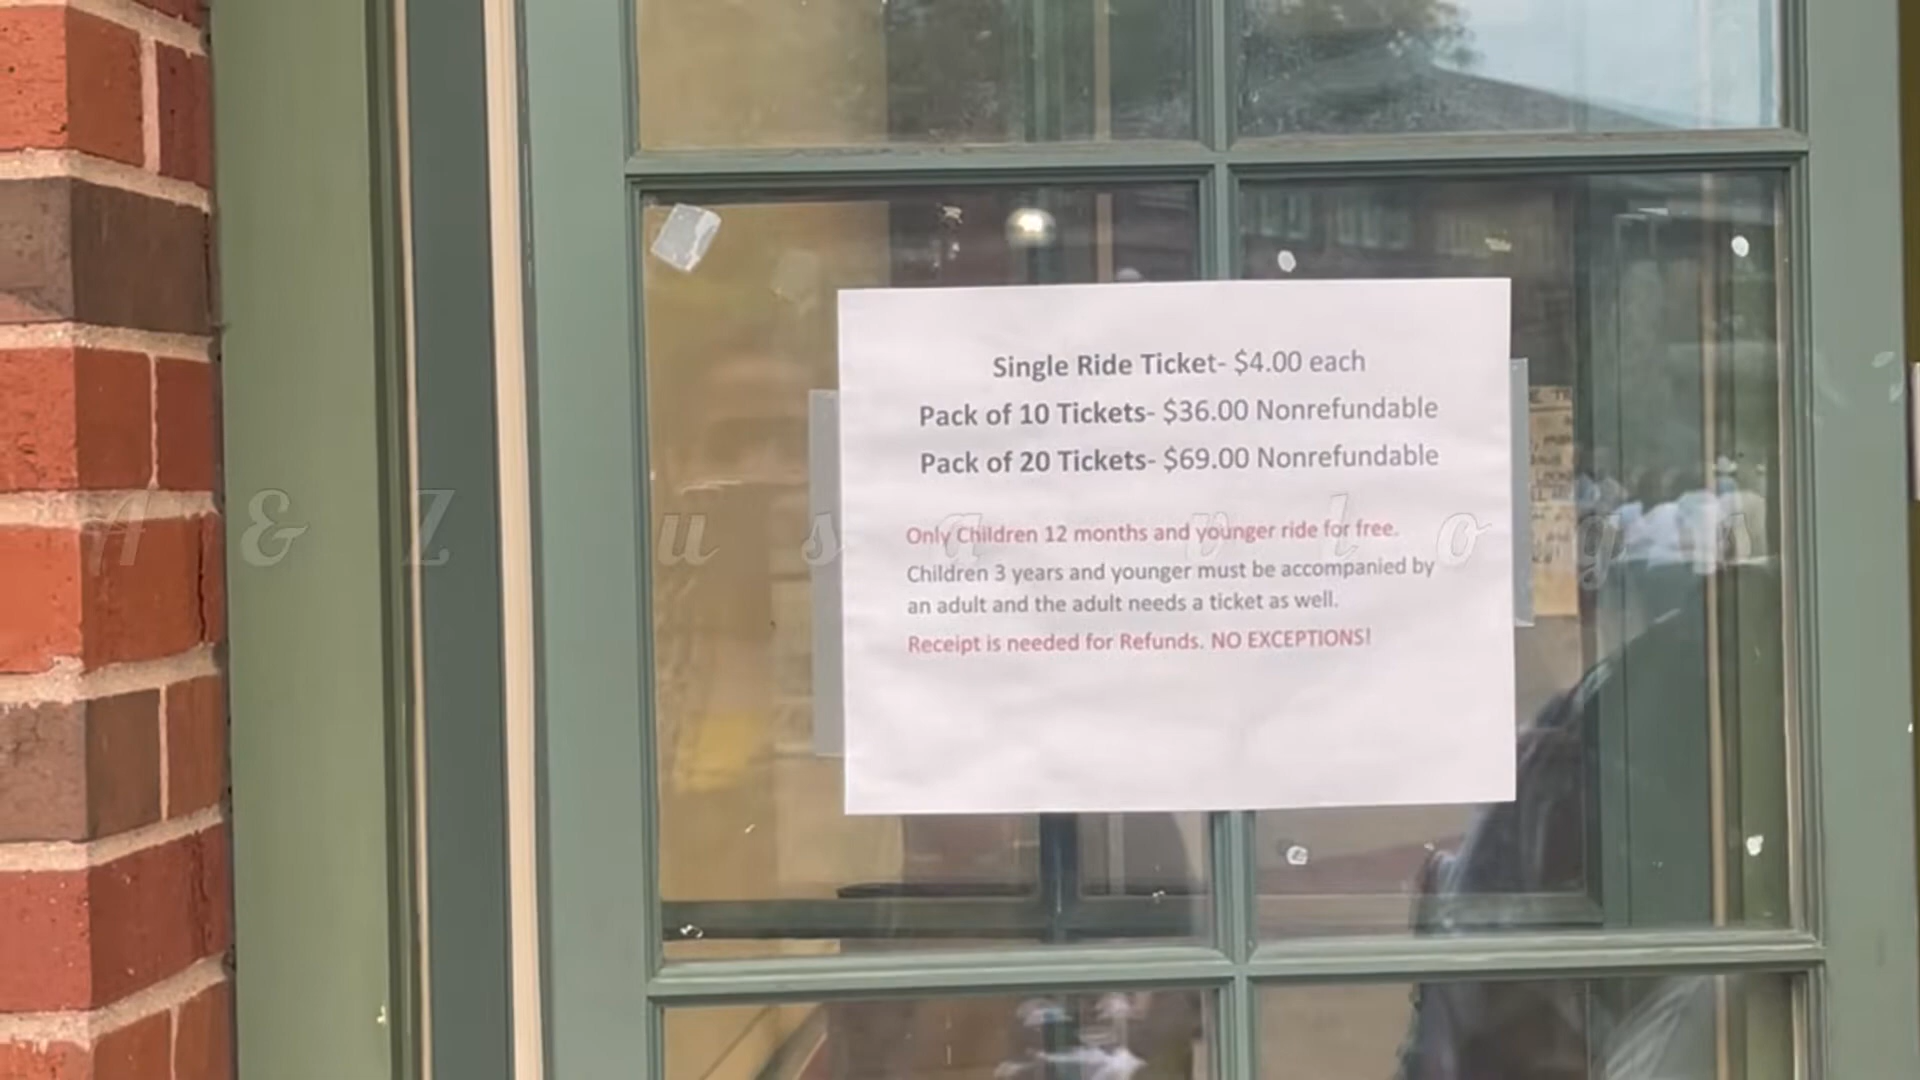 Single Ride Ticket- $4.00 each
Pack of 10 Tickets- $36.00 Nonrefundable
Pack of 20 Tickets- $69.00 Nonrefundable
Only Children 12 months and younger ride for free.
Children 3 years and younger must be accompanied by
an adult and the adult needs a ticket as well.
Receipt is needed for Refunds. NO EXCEPTIONS!
A & Z usa vlogs